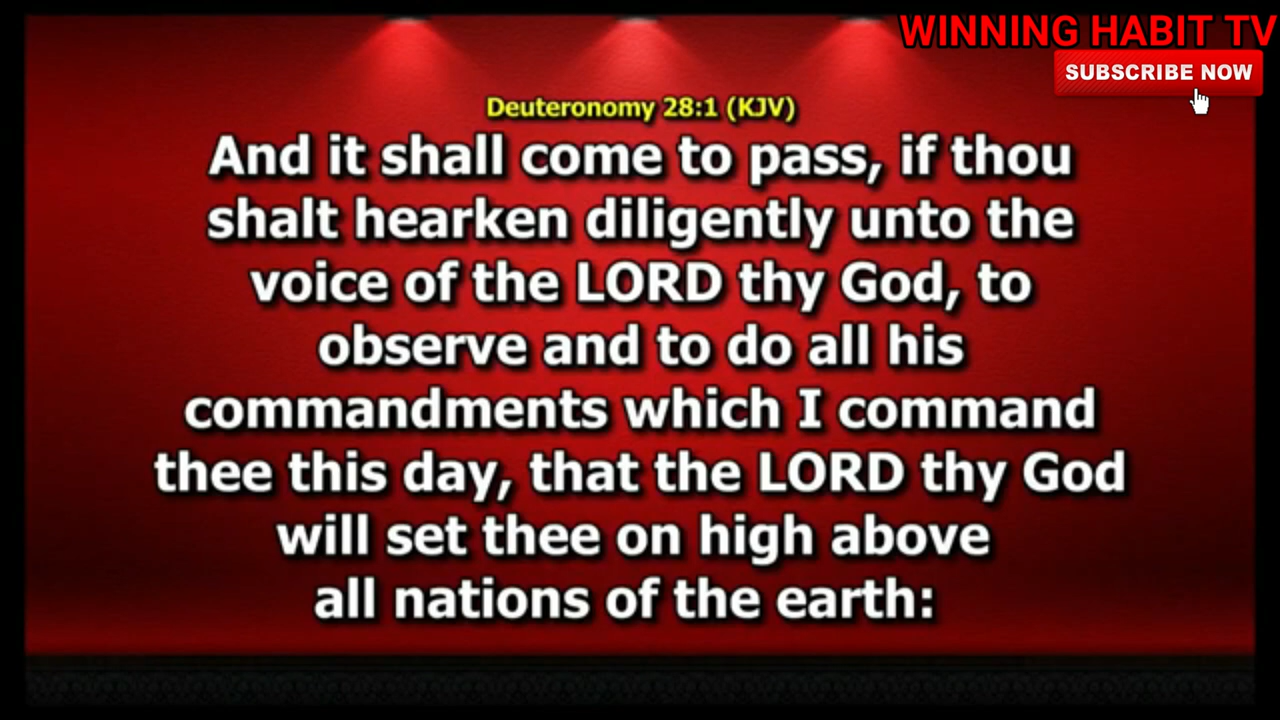 WINNING HABIT TV
SUBSCRIBE NOW
Deuteronomy 28:1 (KJV)
And it shall come to pass, if thou
shalt hearken diligently unto the
voice of the LORD thy God, to
observe and to do all his
commandments which I command
thee this day, that the LORD thy God
will set thee on high above
all nations of the earth: